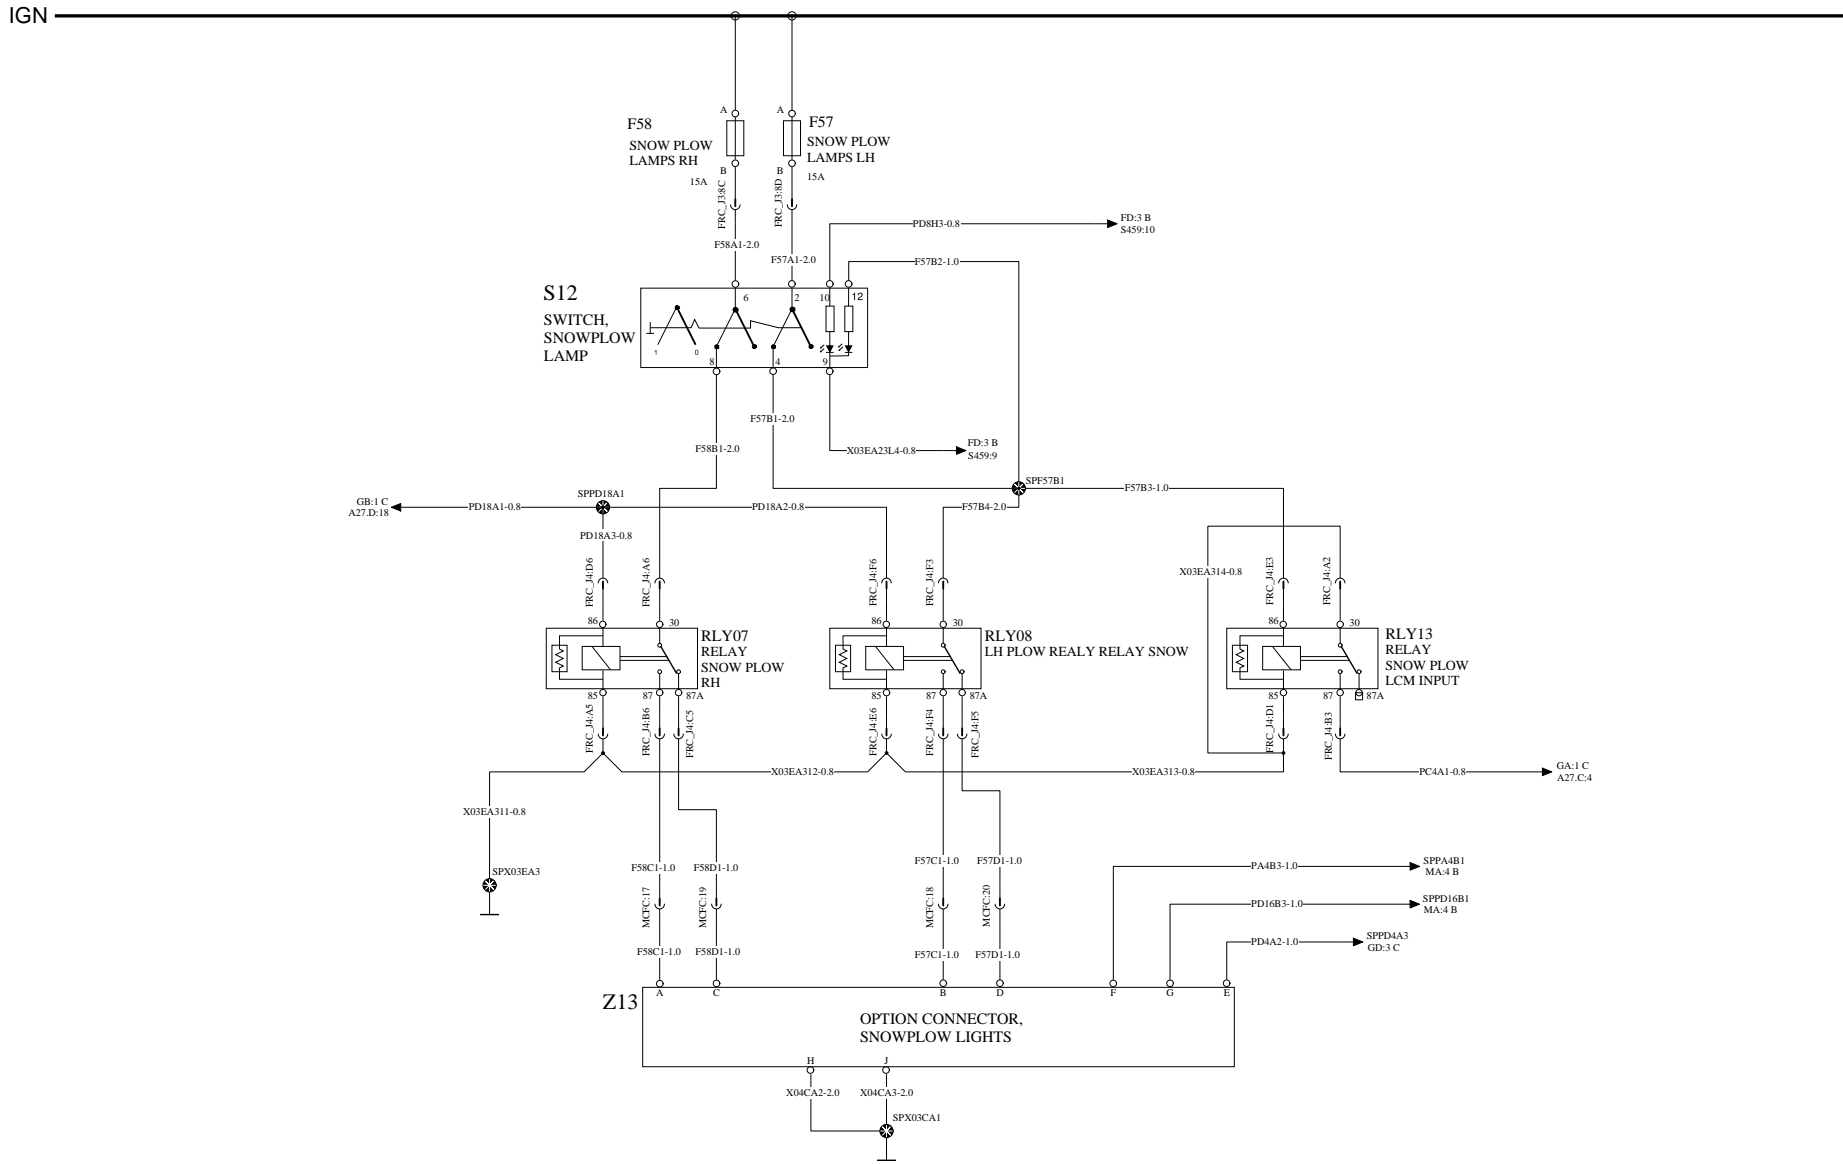 IGN
A
A
F58
SNOW PLOW
LAMPS RH
F57
SNOW PLOW
LAMPS LH
B
B
15A
15A
FRC_J3:8C
FRC_J3:8D
PD8H3-0.8
FD:3 B
S459:10
F58A1-2.0
F57A1-2.0
F57B2-1.0
S12
SWITCH,
SNOWPLOW
LAMP
6
2
10
12
1
0
8
4
9
F57B1-2.0
F58B1-2.0
X03EA23L4-0.8
FD:3 B
S459:9
SPF57B1
F57B3-1.0
GB:1 C
A27.D:18
PD18A1-0.8
SPPD18A1
PD18A2-0.8
F57B4-2.0
PD18A3-0.8
X03EA314-0.8
FRC_J4:D6
FRC_J4:A6
FRC_J4:F6
FRC_J4:F3
FRC_J4:E3
FRC_J4:A2
86
30
86
30
86
30
RLY07
RELAY
SNOW PLOW
RH
RLY08
LH PLOW REALY RELAY SNOW
RLY13
RELAY
SNOW PLOW
LCM INPUT
85
87
87A
85
87
87A
85
87
87A
FRC_J4:A5
FRC_J4:B6
FRC_J4:C5
FRC_J4:E6
FRC_J4:F4
FRC_J4:F5
FRC_J4:D1
FRC_J4:B3
X03EA312-0.8
X03EA313-0.8
PC4A1-0.8
GA:1 C
A27.C:4
X03EA311-0.8
SPX03EA3
F58C1-1.0
F58D1-1.0
F57C1-1.0
F57D1-1.0
MCFC:17
MCFC:19
MCFC:18
MCFC:20
F58C1-1.0
F58D1-1.0
F57C1-1.0
F57D1-1.0
PA4B3-1.0
SPPA4B1
MA:4 B
PD16B3-1.0
SPPD16B1
MA:4 B
PD4A2-1.0
SPPD4A3
GD:3 C
Z13
A
C
B
D
F
G
E
OPTION CONNECTOR,
SNOWPLOW LIGHTS
H
J
X04CA2-2.0
X04CA3-2.0
SPX03CA1